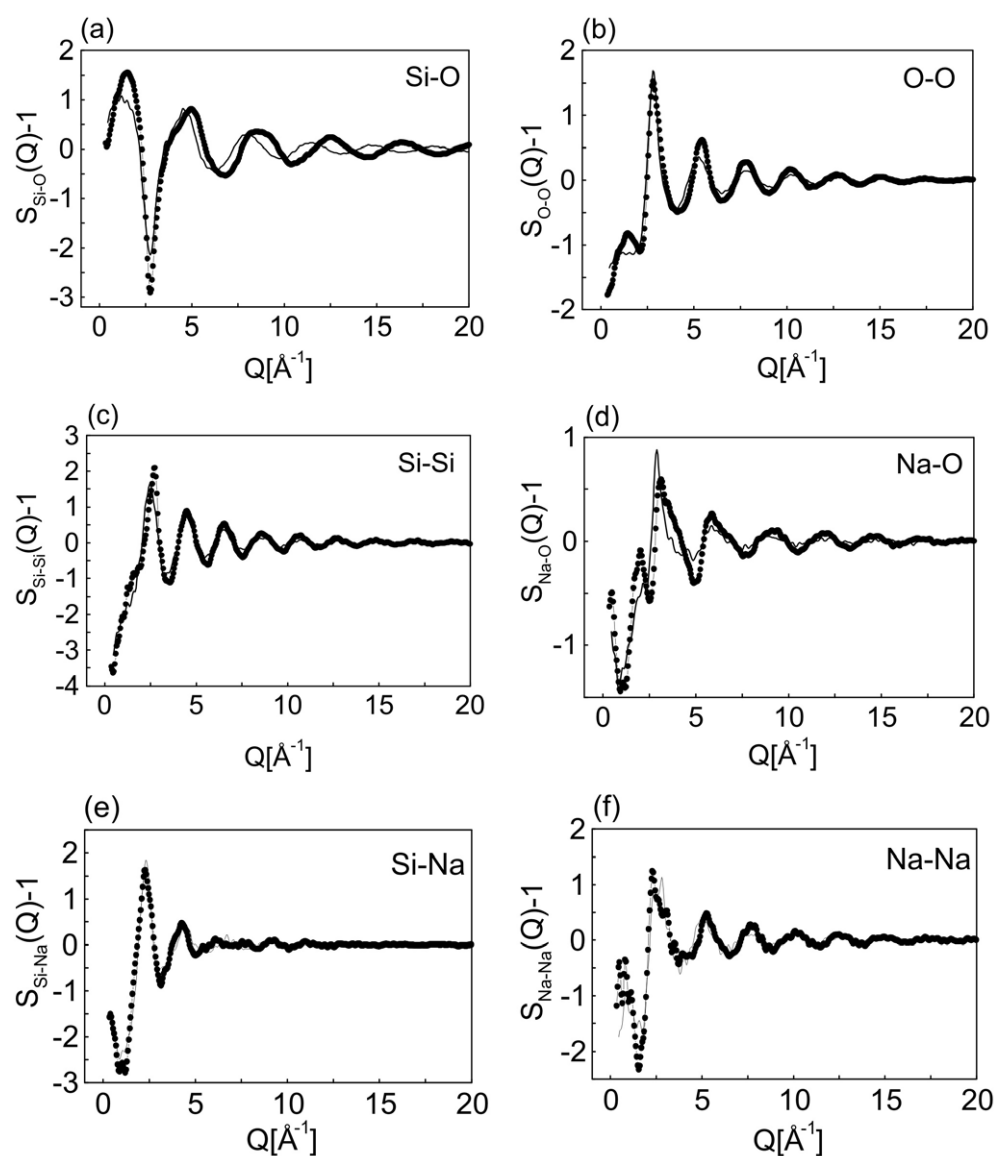 (a)
Si-O
2
1
0
-1
-2
-3
S_Si-O(Q)-1
0 5 10 15 20
Q[Å⁻¹]
(b)
O-O
2
1
0
-1
-2
S_O-O(Q)-1
0 5 10 15 20
Q[Å⁻¹]
(c)
Si-Si
3
2
1
0
-1
-2
-3
-4
S_Si-Si(Q)-1
0 5 10 15 20
Q[Å⁻¹]
(d)
Na-O
1
0
-1
S_Na-O(Q)-1
0 5 10 15 20
Q[Å⁻¹]
(e)
Si-Na
2
1
0
-1
-2
-3
S_Si-Na(Q)-1
0 5 10 15 20
Q[Å⁻¹]
(f)
Na-Na
2
1
0
-1
-2
S_Na-Na(Q)-1
0 5 10 15 20
Q[Å⁻¹]